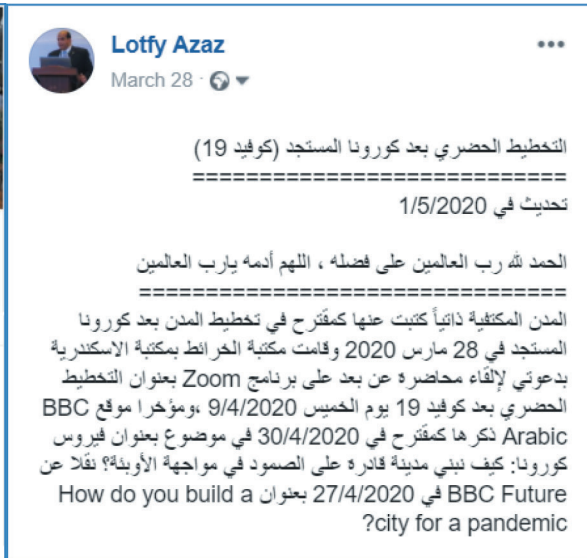 Lotfy Azaz
March 28 ·
التخطيط الحضري بعد كورونا المستجد (كوفيد 19)
============================
تحديث في 1/5/2020
الحمد لله رب العالمين على فضله ، اللهم أدمه يارب العالمين
================================
المدن المكتفية ذاتياً كتبت عنها كمقترح في تخطيط المدن بعد كورونا
المستجد في 28 مارس 2020 وقامت مكتبة الخرائط بمكتبة الاسكندرية
بدعوتي لإلقاء محاضرة عن بعد على برنامج Zoom بعنوان التخطيط
الحضري بعد كوفيد 19 يوم الخميس 9/4/2020 ،ومؤخرا موقع BBC
Arabic ذكرها كمقترح في 30/4/2020 في موضوع بعنوان فيروس
كورونا: كيف نبني مدينة قادرة على الصمود في مواجهة الأوبئة؟ نقلا عن
BBC Future في 27/4/2020 بعنوان How do you build a
city for a pandemic?